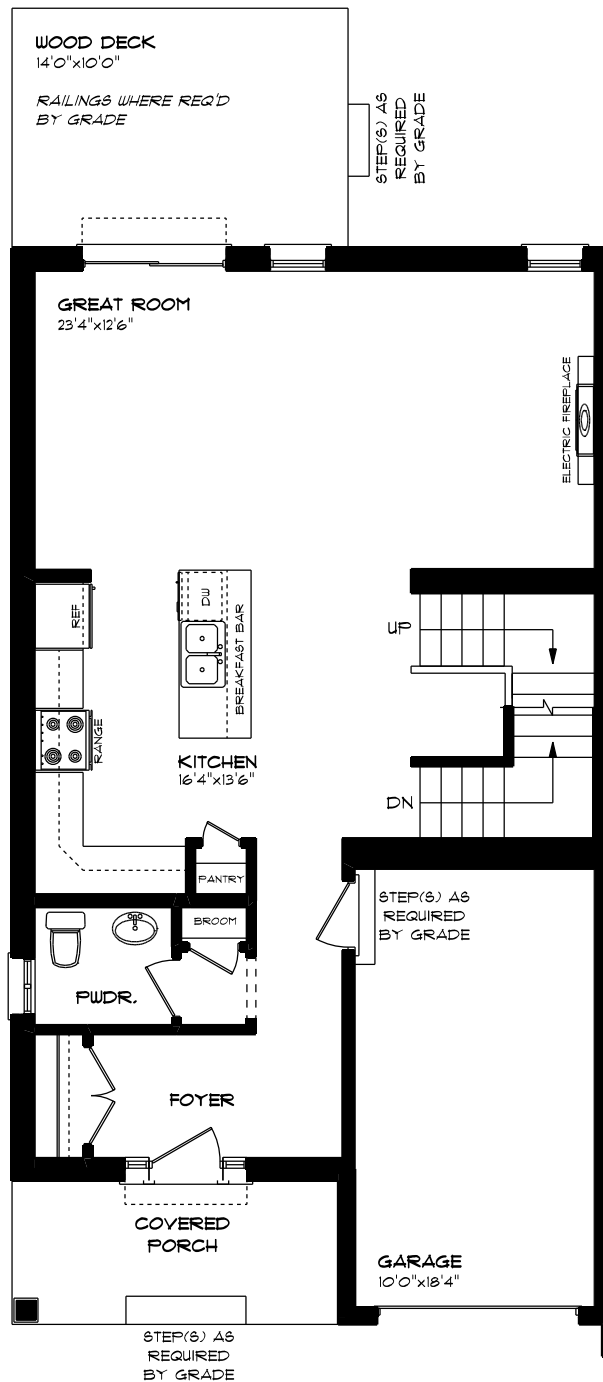 WOOD DECK
14'0"x10'0"
RAILINGS WHERE REQ'D
BY GRADE
STEP(S) AS
REQUIRED
BY GRADE
GREAT ROOM
23'4"x12'6"
ELECTRIC FIREPLACE
REF
DW
BREAKFAST BAR
UP
RANGE
KITCHEN
16'4"x13'6"
DN
PANTRY
BROOM
STEP(S) AS
REQUIRED
BY GRADE
PWDR.
FOYER
COVERED
PORCH
GARAGE
10'0"x18'4"
STEP(S) AS
REQUIRED
BY GRADE